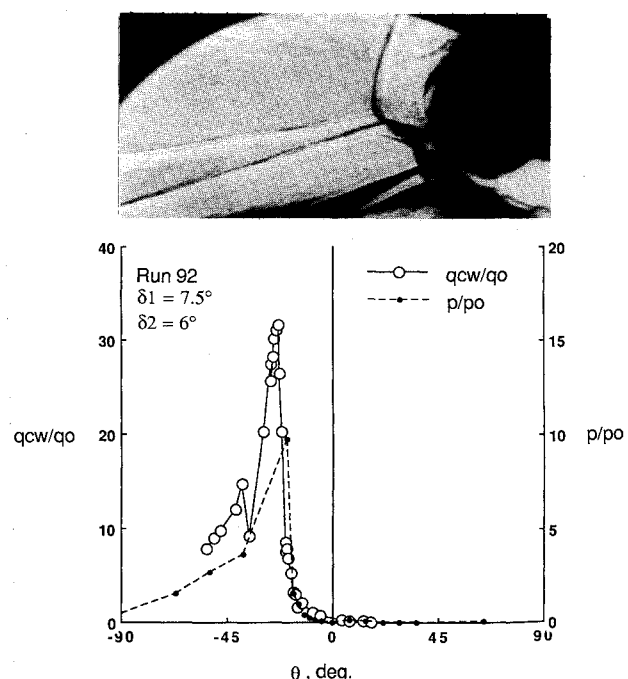 40
30
20
10
0
qcw/qo
Run 92
δ1 = 7.5°
δ2 = 6°
qcw/qo
p/po
20
15
10
5
0
p/po
-90
-45
0
45
90
θ , deg.